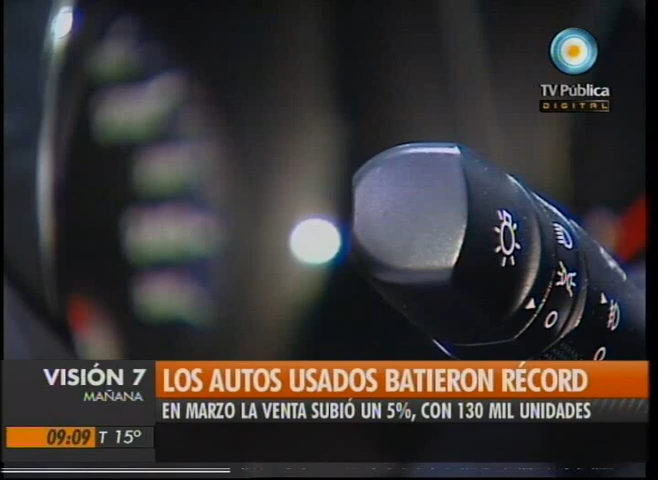 TV Pública
DIGITAL
VISIÓN 7
MAÑANA
LOS AUTOS USADOS BATIERON RÉCORD
EN MARZO LA VENTA SUBIÓ UN 5%, CON 130 MIL UNIDADES
09:09 T 15º